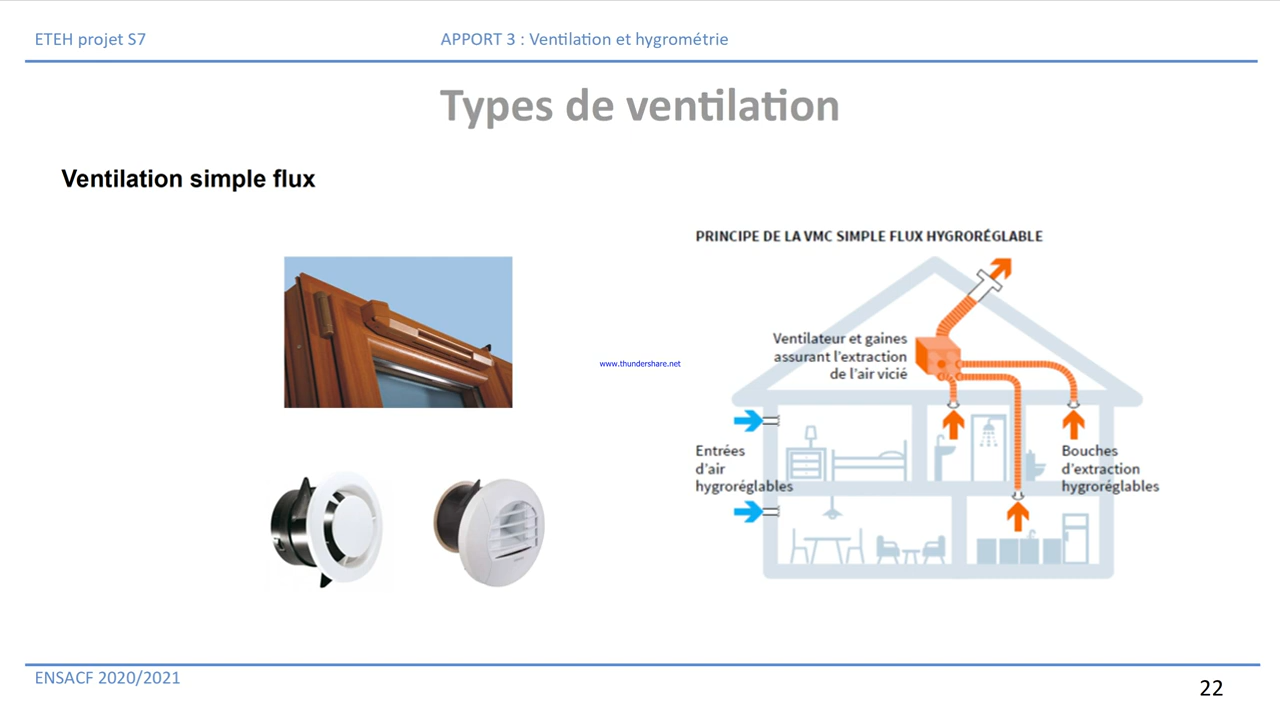 ETEH projet S7
APPORT 3 : Ventilation et hygrométrie
Types de ventilation
Ventilation simple flux
PRINCIPE DE LA VMC SIMPLE FLUX HYGRORÉGLABLE
Ventilateur et gaines
assurant l'extraction
de l'air vicié
www.thundershare.net
Entrées
d'air
hygroréglables
Bouches
d'extraction
hygroréglables
ENSACF 2020/2021
22